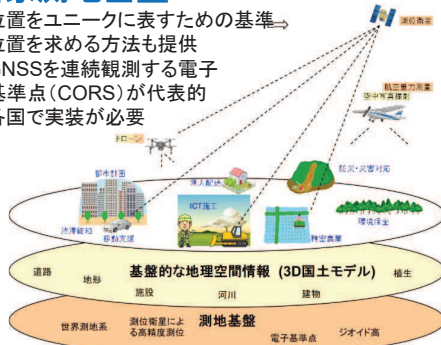 位置をユニークに表すための基準⇒
位置を求める方法も提供
GNSSを連続観測する電子
基準点(CORS)が代表的
各国で実装が必要
測位衛星
航空重力測量
空中写真撮影
ドローン
都市計画
無人配送
防災・災害対応
ICT施工
渋滞緩和
移動支援
精密農業
環境保全
基盤的な地理空間情報 (3D国土モデル)
道路
地形
施設
河川
建物
植生
測地基盤
世界測地系
測位衛星によ
る高精度測位
電子基準点
ジオイド高